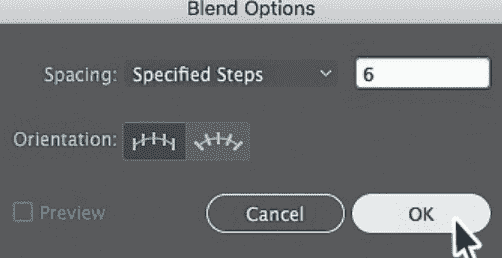 Blend Options
Spacing: Specified Steps 6
Orientation:
Preview Cancel OK